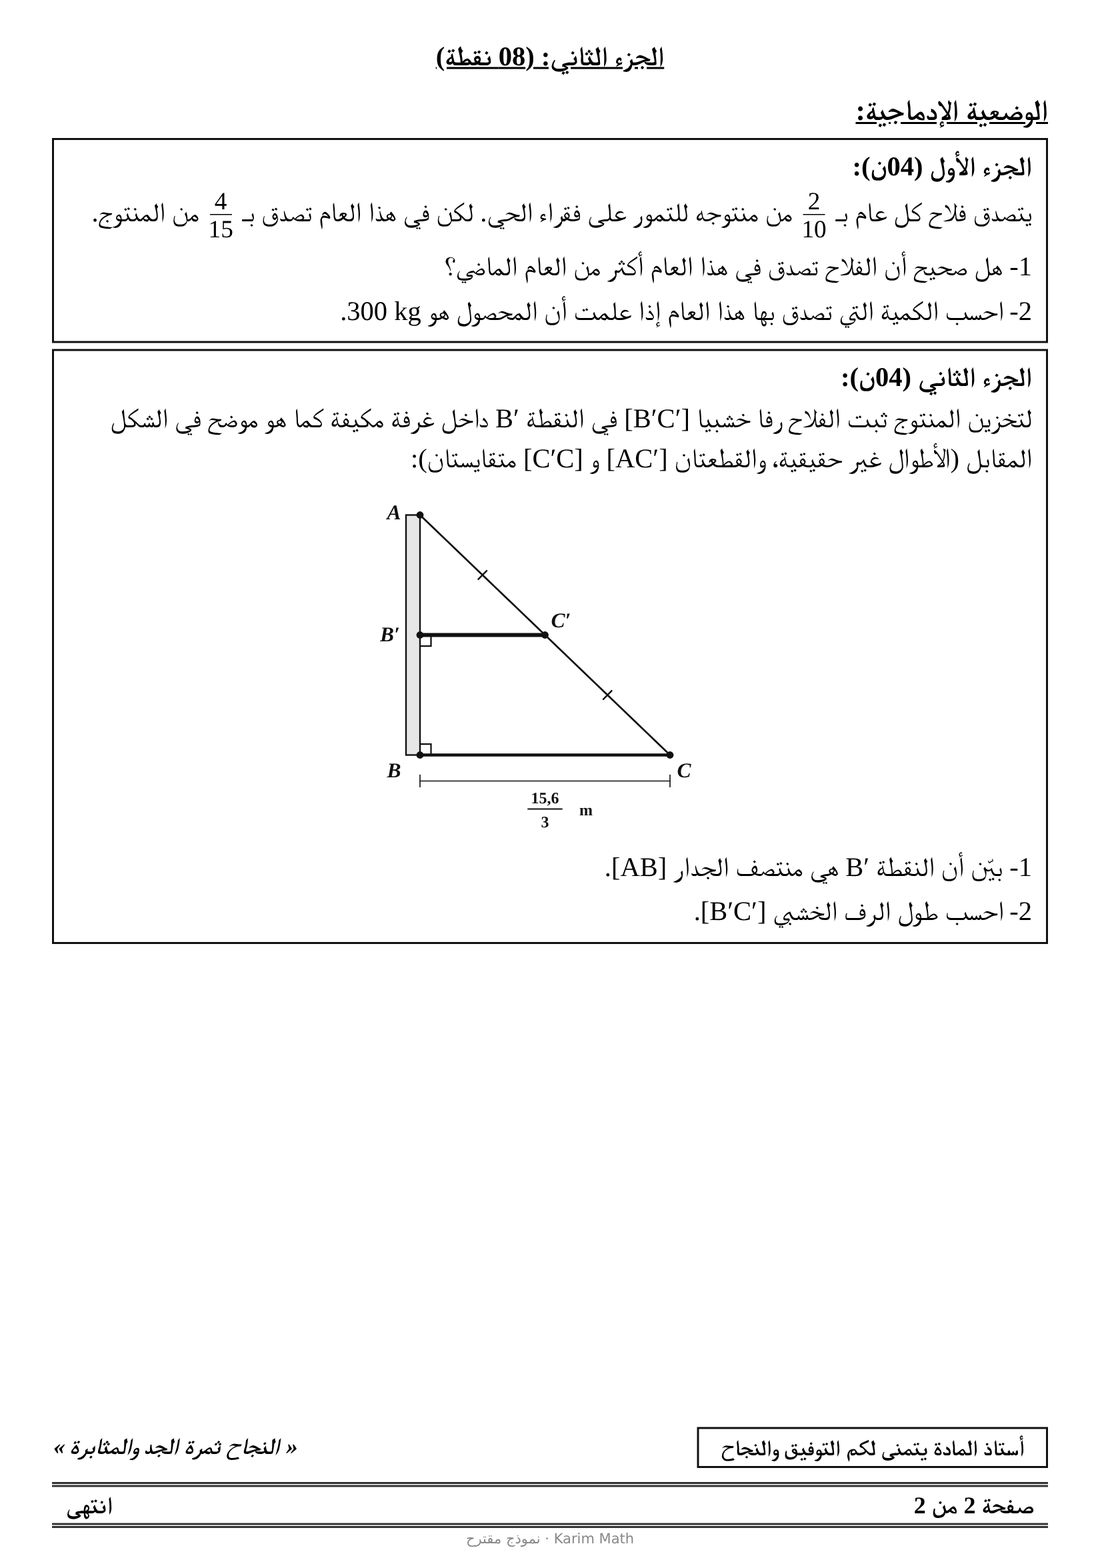 الجزء الثاني: (08 نقطة)
الوضعية الإدماجية:
الجزء الأول (04ن):
يتصدق فلاح كل عام بـ 2/10 من منتوجه للتمور على فقراء الحي. لكن في هذا العام تصدق بـ 4/15 من المنتوج.
1- هل صحيح أن الفلاح تصدق في هذا العام أكثر من العام الماضي؟
2- احسب الكمية التي تصدق بها هذا العام إذا علمت أن المحصول هو 300 kg.
الجزء الثاني (04ن):
لتخزين المنتوج ثبت الفلاح رفا خشبيا [B′C′] في النقطة B′ داخل غرفة مكيفة كما هو موضح في الشكل
المقابل (الأطوال غير حقيقية، والقطعتان [AC′] و [C′C] متقايستان):
A
C′
B′
B
C
15,6/3 m
1- بيّن أن النقطة B′ هي منتصف الجدار [AB].
2- احسب طول الرف الخشبي [B′C′].
أستاذ المادة يتمنى لكم التوفيق والنجاح
« النجاح ثمرة الجد والمثابرة »
صفحة 2 من 2
انتهى
Karim Math · نموذج مقترح